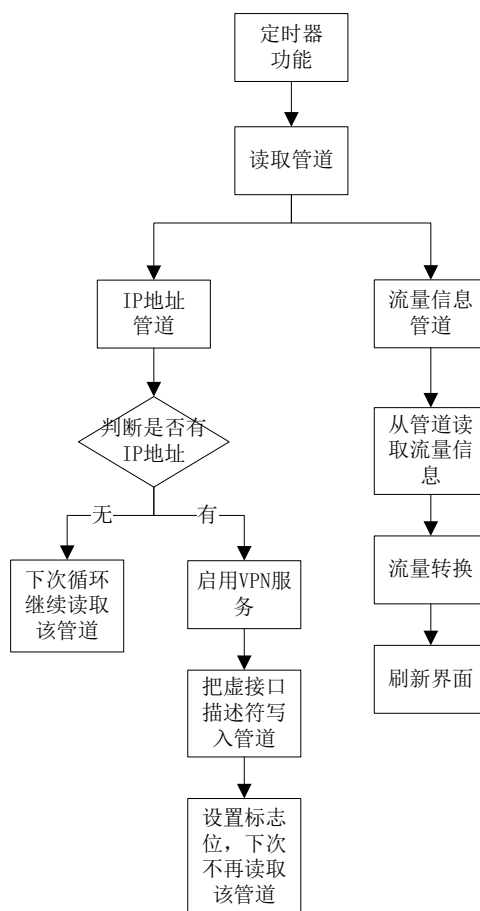 定时器
功能
读取管道
IP地址
管道
流量信息
管道
判断是否有
IP地址
从管道读
取流量信
息
无
有
下次循环
继续读取
该管道
启用VPN服
务
流量转换
把虚接口
描述符写
入管道
刷新界面
设置标志
位，下次
不再读取
该管道